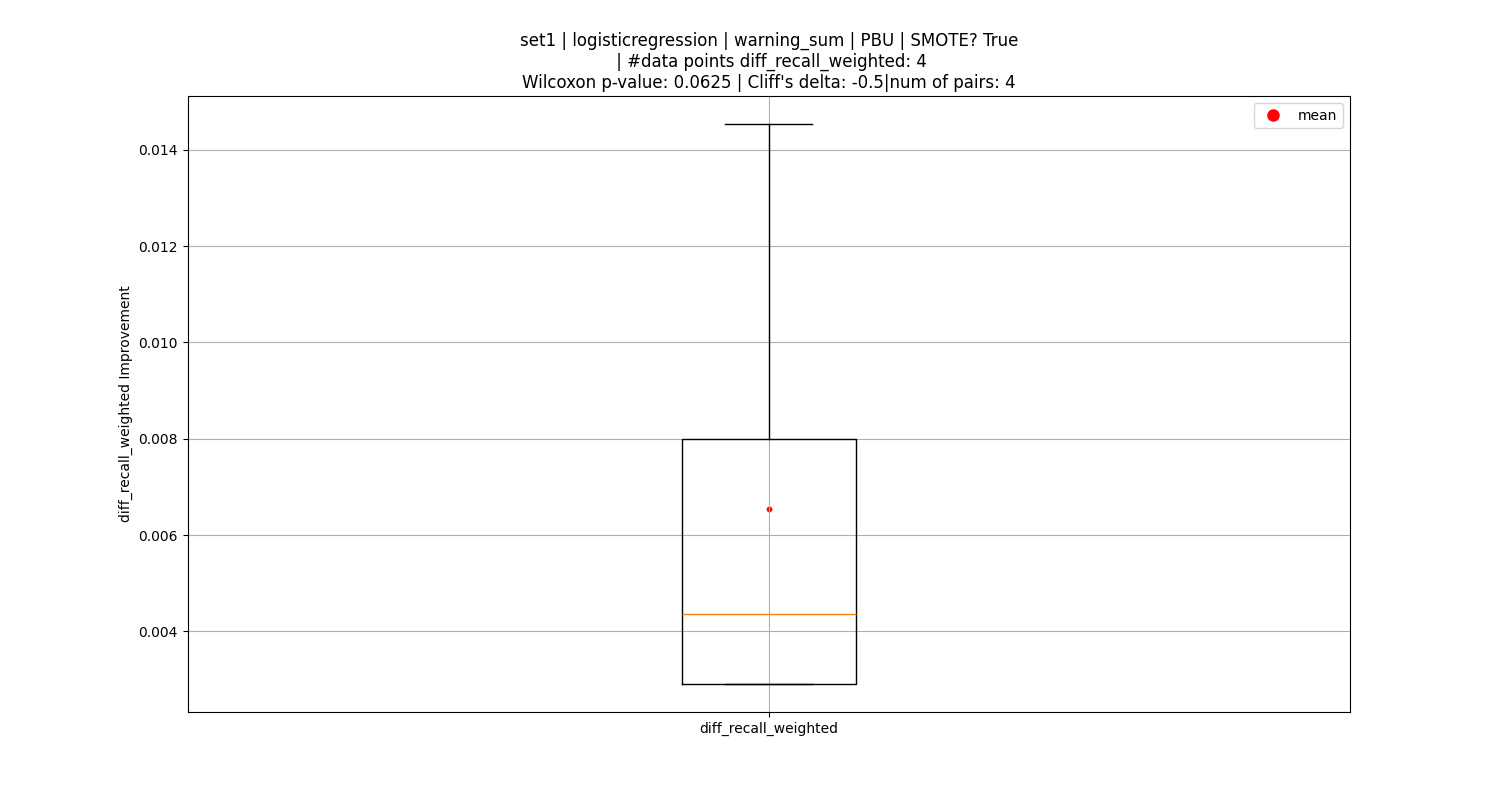 set1 | logisticregression | warning_sum | PBU | SMOTE? True
| #data points diff_recall_weighted: 4
Wilcoxon p-value: 0.0625 | Cliff's delta: -0.5|num of pairs: 4
mean
0.014
0.012
0.010
0.008
0.006
0.004
diff_recall_weighted Improvement
diff_recall_weighted